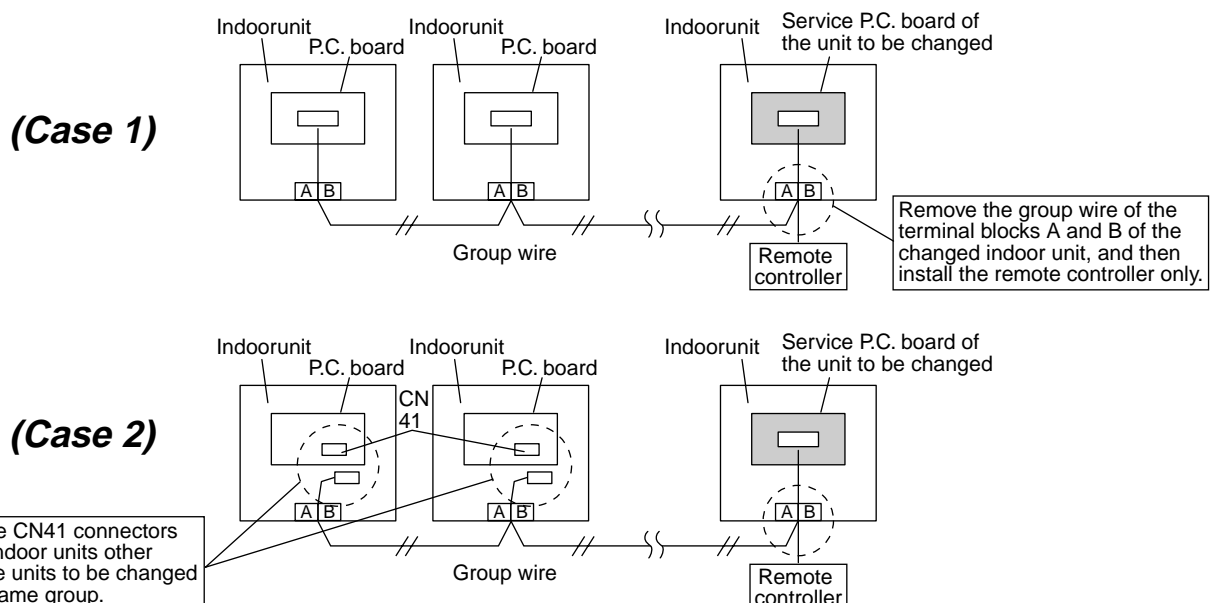 Indoorunit
P.C. board
Indoorunit
P.C. board
Indoorunit
Service P.C. board of
the unit to be changed
(Case 1)
A B
A B
A B
Group wire
Remote
controller
Remove the group wire of the
terminal blocks A and B of the
changed indoor unit, and then
install the remote controller only.
Indoorunit
P.C. board
Indoorunit
P.C. board
Indoorunit
Service P.C. board of
the unit to be changed
(Case 2)
CN
41
A B
A B
A B
CN41 connectors
ndoor units other
units to be changed
ame group.
Group wire
Remote
controller